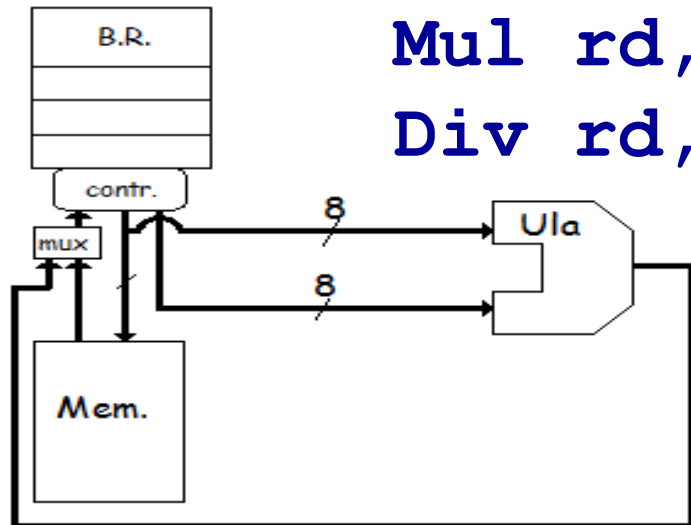 B.R.
Mul rd,
Div rd,
contr.
8
Ula
mux
8
Mem.